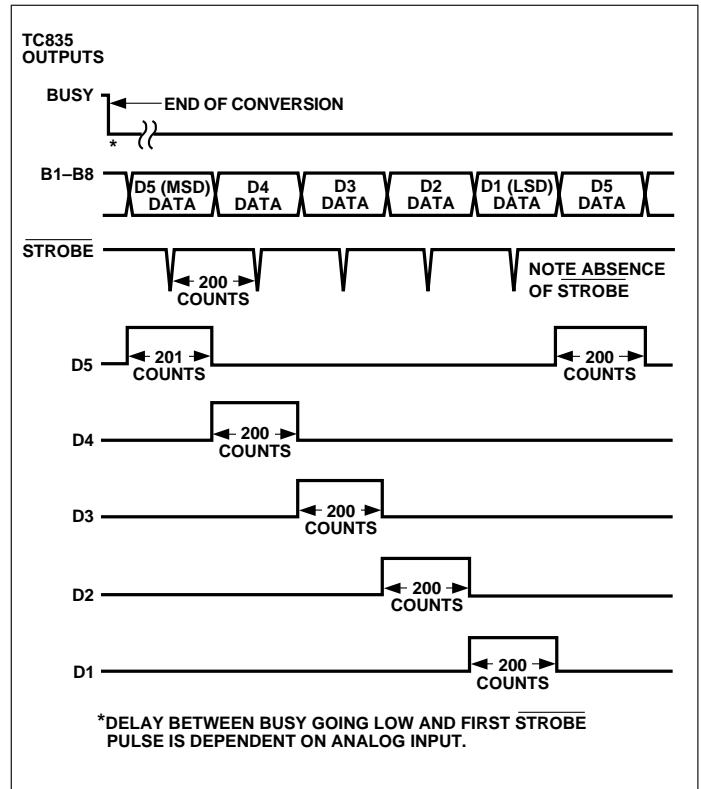 TC835
OUTPUTS
BUSY
END OF CONVERSION
*
B1–B8
D5 (MSD)
DATA
D4
DATA
D3
DATA
D2
DATA
D1 (LSD)
DATA
D5
DATA
STROBE
200
COUNTS
NOTE ABSENCE
OF STROBE
D5
201
COUNTS
200
COUNTS
D4
200
COUNTS
D3
200
COUNTS
D2
200
COUNTS
D1
200
COUNTS
*DELAY BETWEEN BUSY GOING LOW AND FIRST STROBE
PULSE IS DEPENDENT ON ANALOG INPUT.